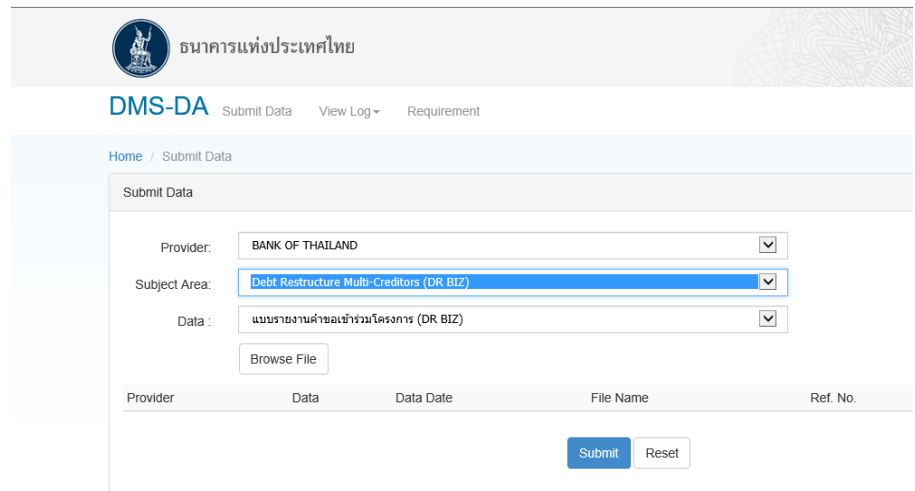 ธนาคารแห่งประเทศไทย
DMS-DA Submit Data View Log Requirement
Home / Submit Data
Submit Data
Provider: BANK OF THAILAND
Subject Area: Debt Restructure Multi-Creditors (DR BIZ)
Data : แบบรายงานคำขอเข้าร่วมโครงการ (DR BIZ)
Browse File
Provider Data Data Date File Name Ref. No.
Submit Reset